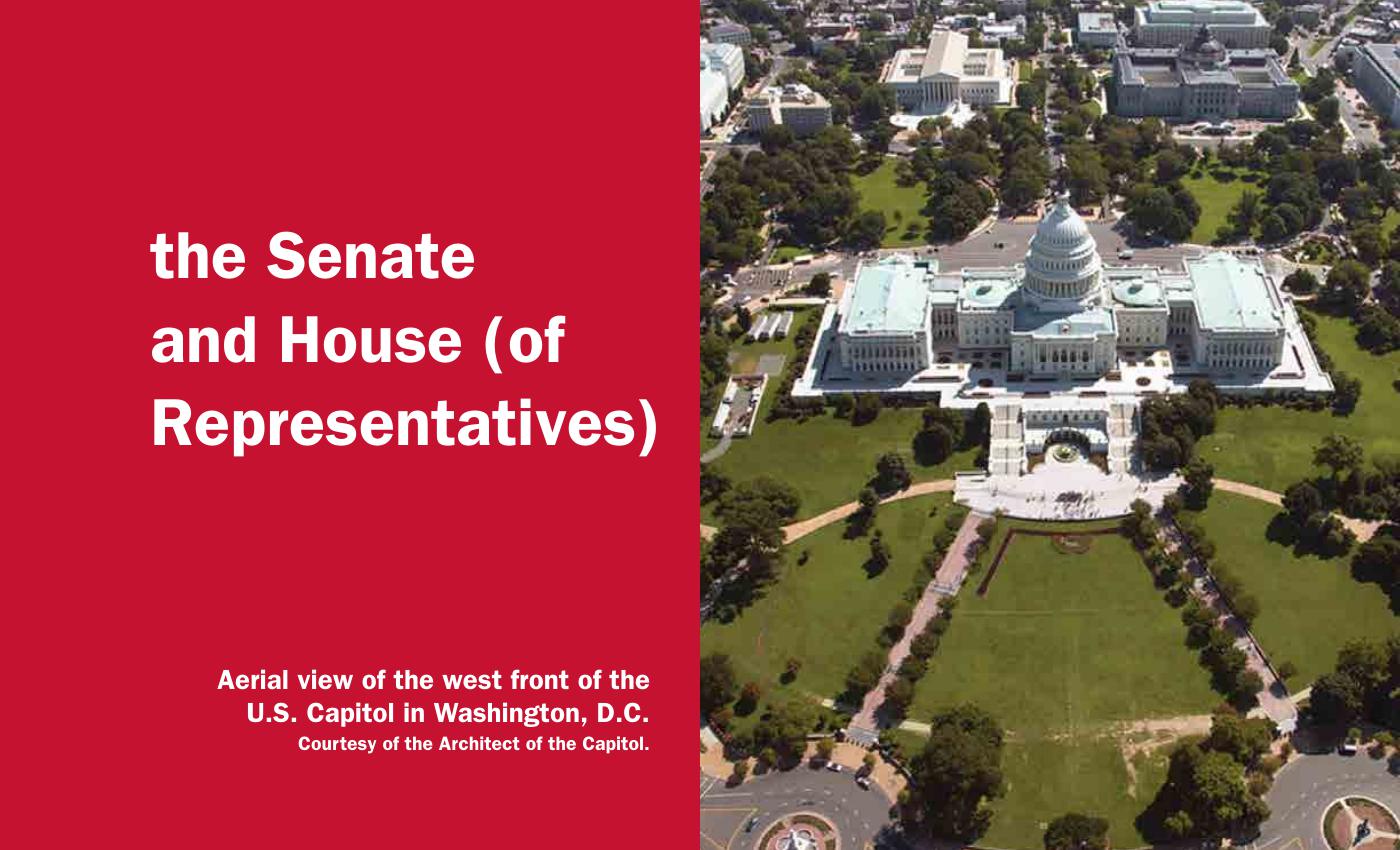 the Senate
and House (of
Representatives)
Aerial view of the west front of the
U.S. Capitol in Washington, D.C.
Courtesy of the Architect of the Capitol.